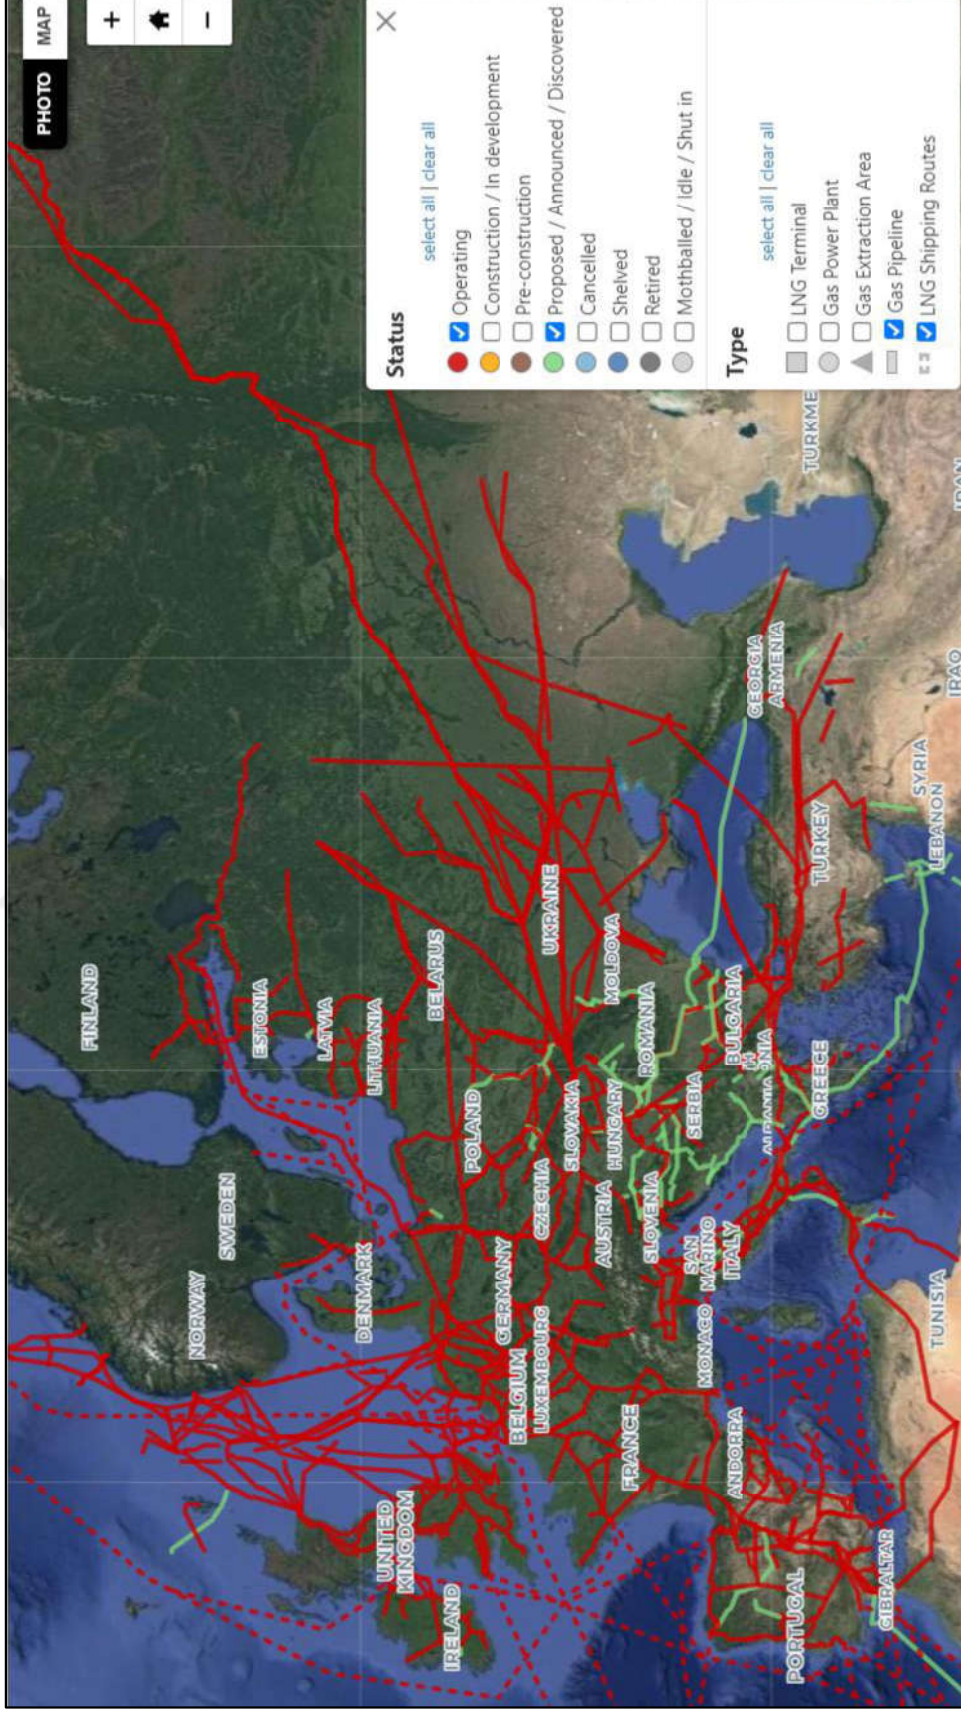 PHOTO MAP
+
−
Status
select all | clear all
Operating
Construction / In development
Pre-construction
Proposed / Announced / Discovered
Cancelled
Shelved
Retired
Mothballed / Idle / Shut in
Type
select all | clear all
LNG Terminal
Gas Power Plant
Gas Extraction Area
Gas Pipeline
LNG Shipping Routes
FINLAND
NORWAY
SWEDEN
ESTONIA
LATVIA
LITHUANIA
DENMARK
UNITED
KINGDOM
IRELAND
BELARUS
POLAND
GERMANY
BELGIUM
LUXEMBOURG
CZECHIA
UKRAINE
SLOVAKIA
AUSTRIA
HUNGARY
MOLDOVA
FRANCE
SLOVENIA
ROMANIA
SERBIA
SAN
MARINO
MONACO
ITALY
ANDORRA
BULGARIA
GEORGIA
ARMENIA
TURKME
PORTUGAL
GREECE
TURKEY
GIBRALTAR
TUNISIA
SYRIA
LEBANON
IRAQ
IRAN